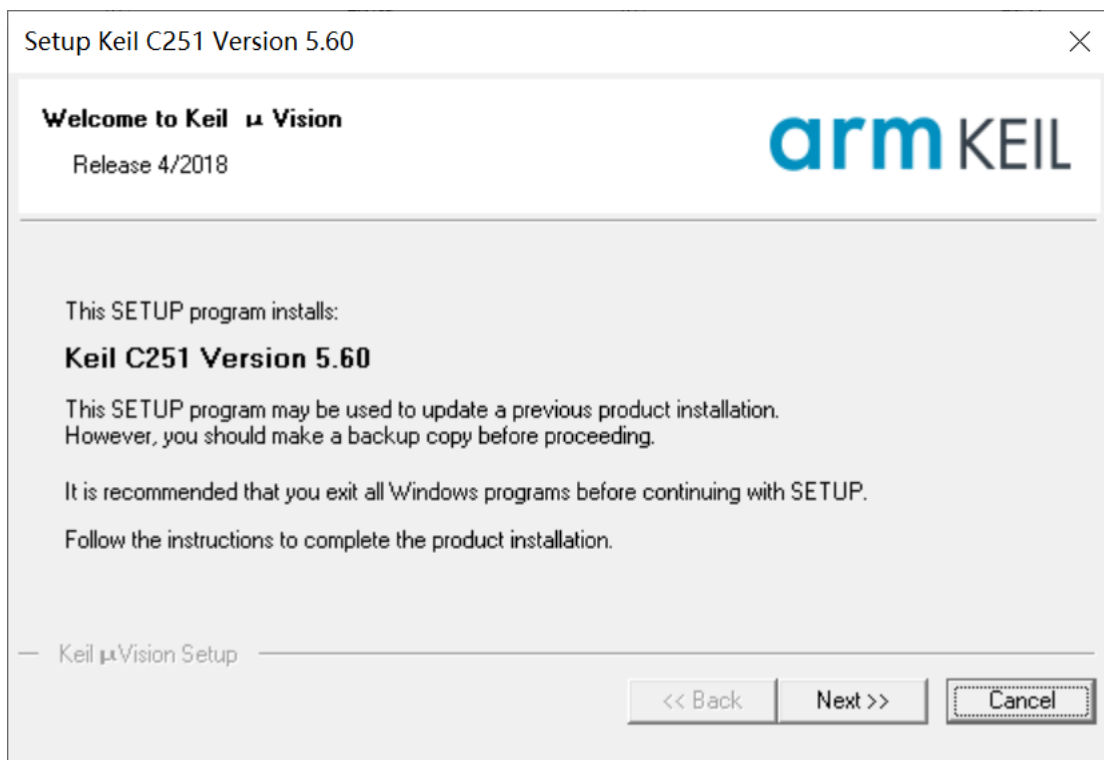 Setup Keil C251 Version 5.60
Welcome to Keil μ Vision
Release 4/2018
arm KEIL
This SETUP program installs:
Keil C251 Version 5.60
This SETUP program may be used to update a previous product installation.
However, you should make a backup copy before proceeding.
It is recommended that you exit all Windows programs before continuing with SETUP.
Follow the instructions to complete the product installation.
Keil μVision Setup
<< Back
Next >>
Cancel